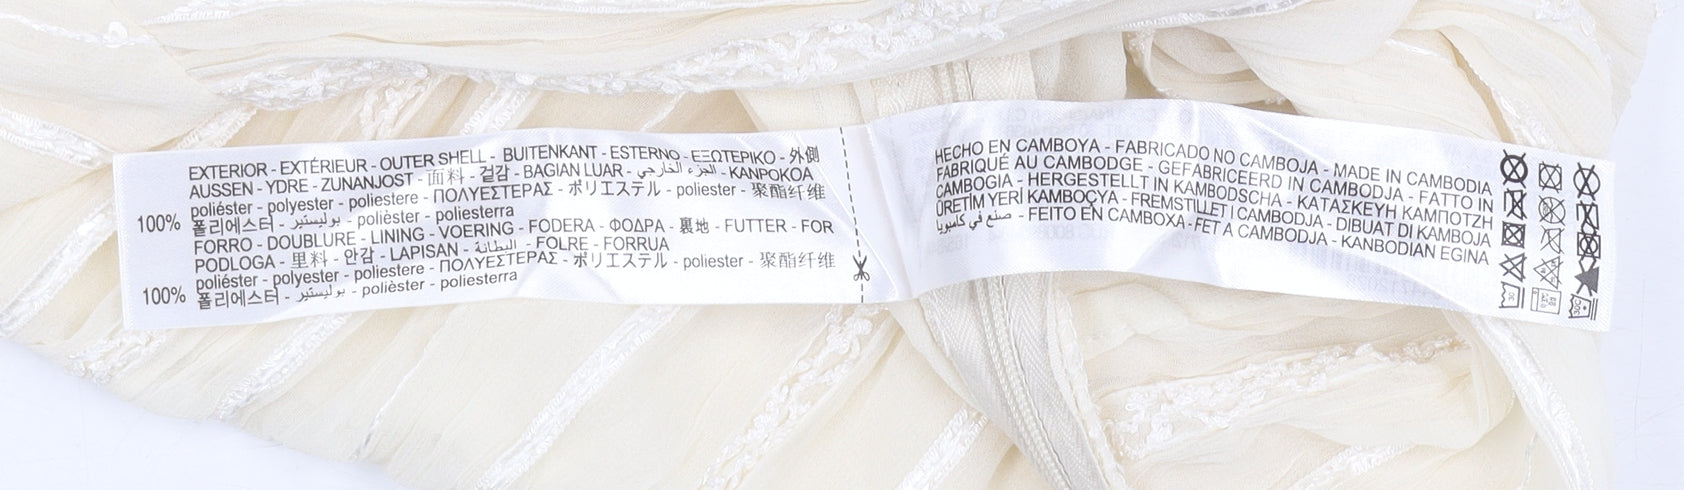 EXTERIOR - EXTÉRIEUR - OUTER SHELL - BUITENKANT - ESTERNO - ΕΞΩΤΕΡΙΚΟ - 外側
AUSSEN - YDRE - ZUNANJOST - 面料 - 겉감 - BAGIAN LUAR - الجزء الخارجي - KANPOKOA
poliéster - polyester - poliestere - ΠΟΛΥΕΣΤΕΡΑΣ - ポリエステル - poliester - 聚酯纤维
100% 폴리에스터 - بوليستير - polièster - poliesterra
FORRO - DOUBLURE - LINING - VOERING - FODERA - ΦΟΔΡΑ - 裏地 - FUTTER - FOR
PODLOGA - 里料 - 안감 - LAPISAN - البطانة - FOLRE - FORRUA
poliéster - polyester - poliestere - ΠΟΛΥΕΣΤΕΡΑΣ - ポリエステル - poliester - 聚酯纤维
100% 폴리에스터 - بوليستير - polièster - poliesterra
HECHO EN CAMBOYA - FABRICADO NO CAMBOJA - MADE IN CAMBODIA
FABRIQUÉ AU CAMBODGE - GEFABRICEERD IN CAMBODJA - FATTO IN
CAMBOGIA - HERGESTELLT IN KAMBODSCHA - ΚΑΤΑΣΚΕΥΗ ΚΑΜΠΟΤΖΗ
ÜRETİM YERİ KAMBOÇYA - FREMSTILLET I CAMBODJA - DIBUAT DI KAMBOJA
صنع في كامبوديا - FEITO EN CAMBOXA - FET A CAMBODJA - KANBODIAN EGINA